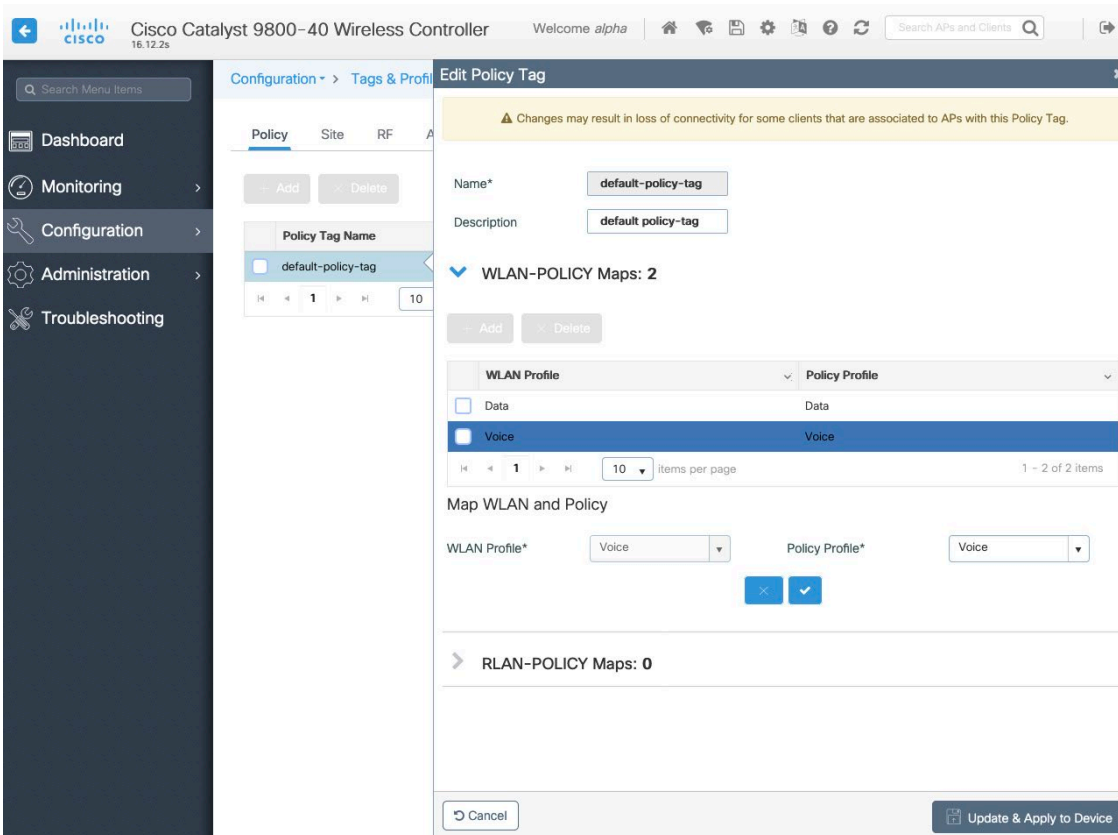 CISCO
Cisco Catalyst 9800-40 Wireless Controller
16.12.2s
Welcome alpha
Search APs and Clients
Search Menu Items
Dashboard
Monitoring
Configuration
Administration
Troubleshooting
Configuration > Tags & Profil
Policy Site RF A
+ Add × Delete
Policy Tag Name
default-policy-tag
1 10
Edit Policy Tag
Changes may result in loss of connectivity for some clients that are associated to APs with this Policy Tag.
Name* default-policy-tag
Description default policy-tag
WLAN-POLICY Maps: 2
+ Add × Delete
WLAN Profile Policy Profile
Data Data
Voice Voice
1 10 items per page 1 - 2 of 2 items
Map WLAN and Policy
WLAN Profile* Voice Policy Profile* Voice
RLAN-POLICY Maps: 0
Cancel Update & Apply to Device